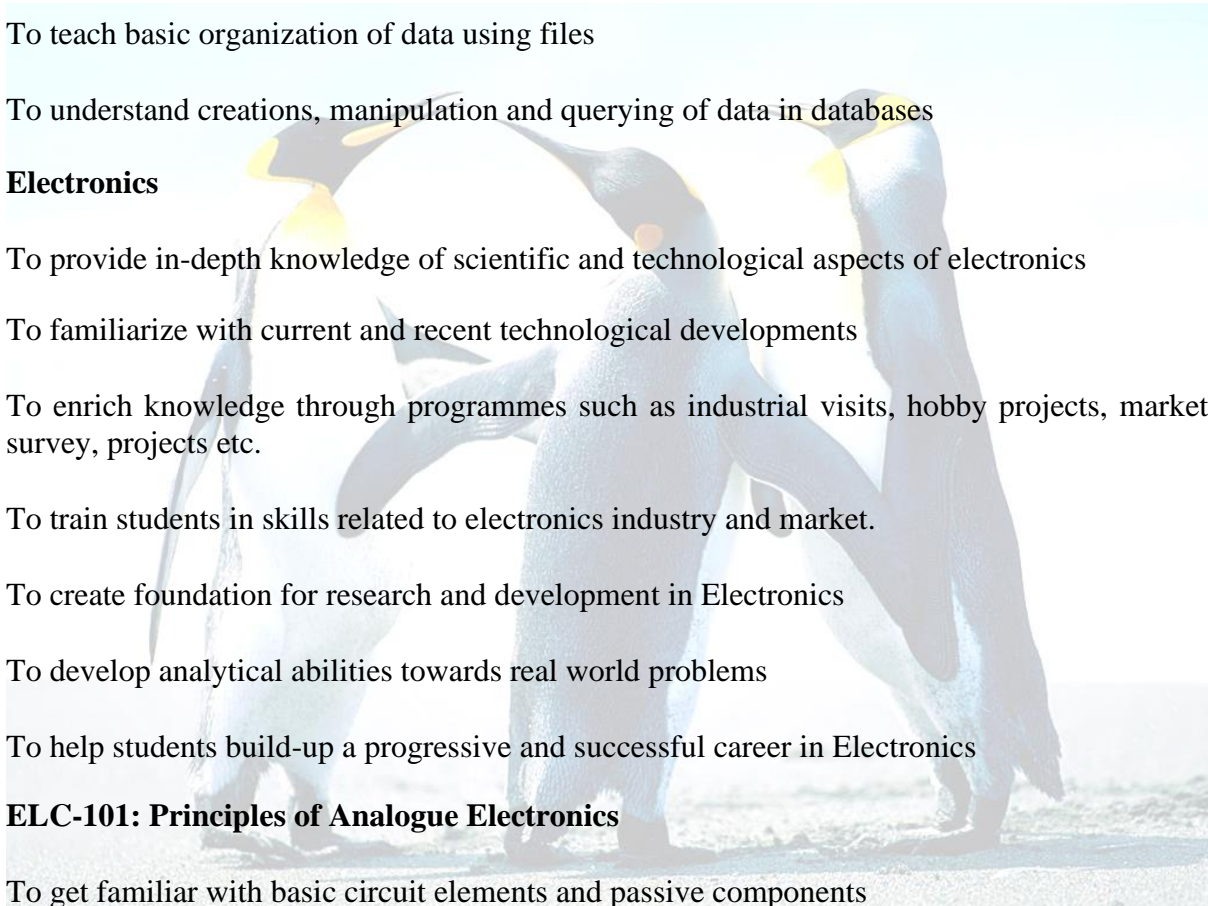 To teach basic organization of data using files
To understand creations, manipulation and querying of data in databases
Electronics
To provide in-depth knowledge of scientific and technological aspects of electronics
To familiarize with current and recent technological developments
To enrich knowledge through programmes such as industrial visits, hobby projects, market
survey, projects etc.
To train students in skills related to electronics industry and market.
To create foundation for research and development in Electronics
To develop analytical abilities towards real world problems
To help students build-up a progressive and successful career in Electronics
ELC-101: Principles of Analogue Electronics
To get familiar with basic circuit elements and passive components